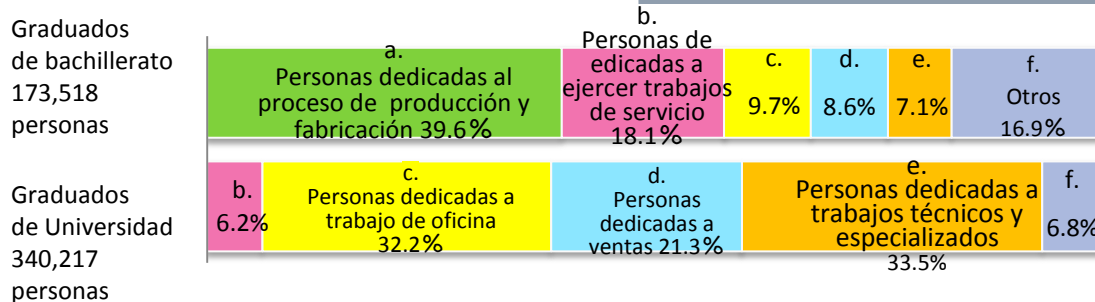 Graduados
de bachillerato
173,518
personas
a.
Personas dedicadas al
proceso de producción y
fabricación 39.6%
b.
Personas de
edicadas a
ejercer trabajos
de servicio
18.1%
c.
9.7%
d.
8.6%
e.
7.1%
f.
Otros
16.9%
Graduados
de Universidad
340,217
personas
b.
6.2%
c.
Personas dedicadas a
trabajo de oficina
32.2%
d.
Personas
dedicadas a
ventas 21.3%
e.
Personas dedicadas a
trabajos técnicos y
especializados
33.5%
f.
6.8%